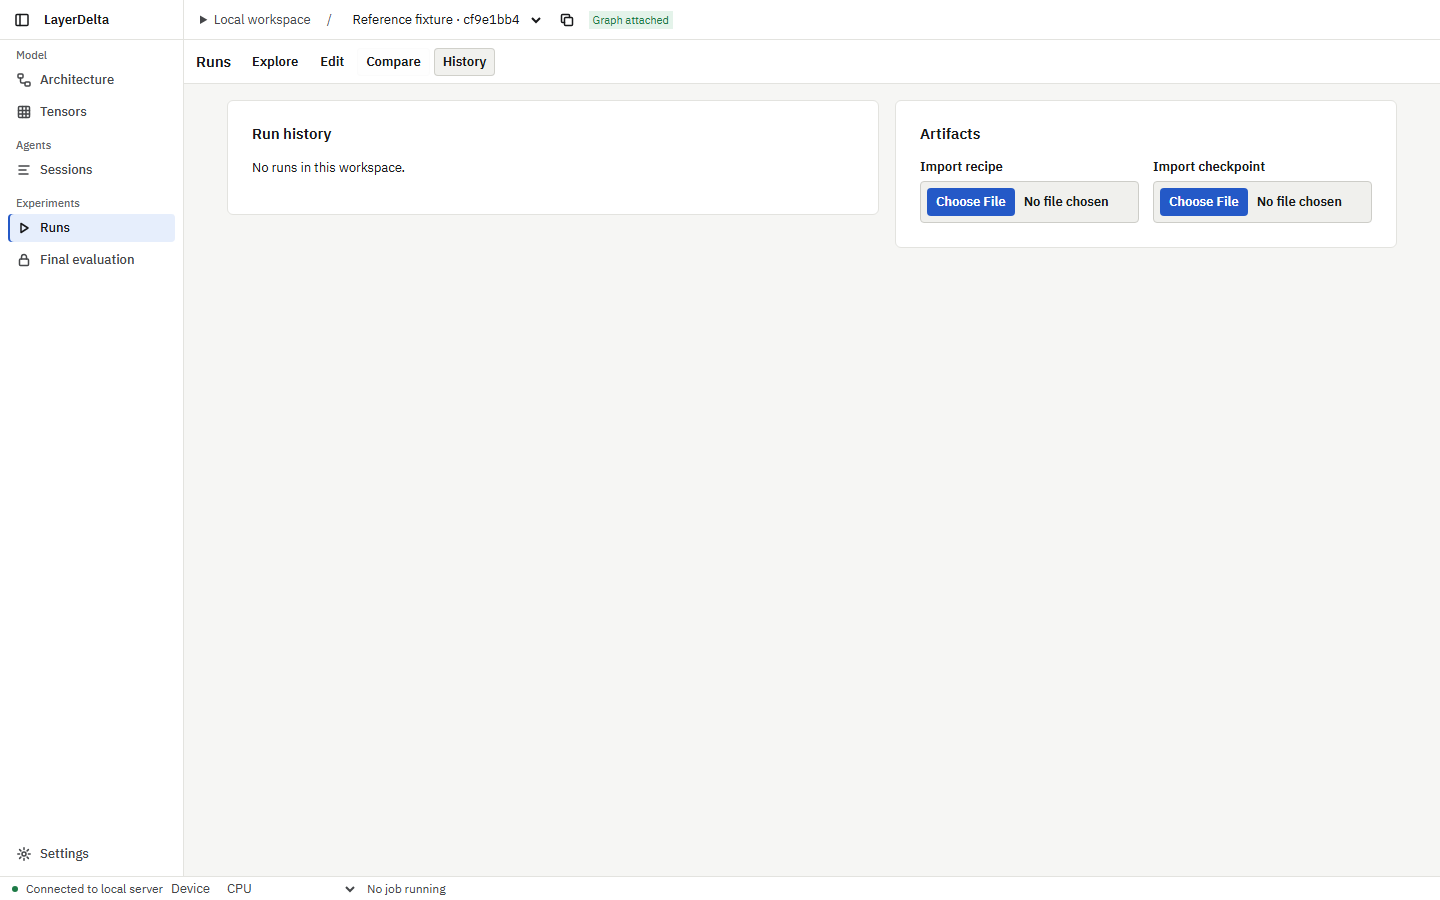 LayerDelta
Local workspace / Reference fixture · cf9e1bb4 Graph attached
Model
Architecture
Tensors
Agents
Sessions
Experiments
Runs
Final evaluation
Settings
Runs Explore Edit Compare History
Run history
No runs in this workspace.
Artifacts
Import recipe
Choose File No file chosen
Import checkpoint
Choose File No file chosen
Connected to local server Device CPU No job running